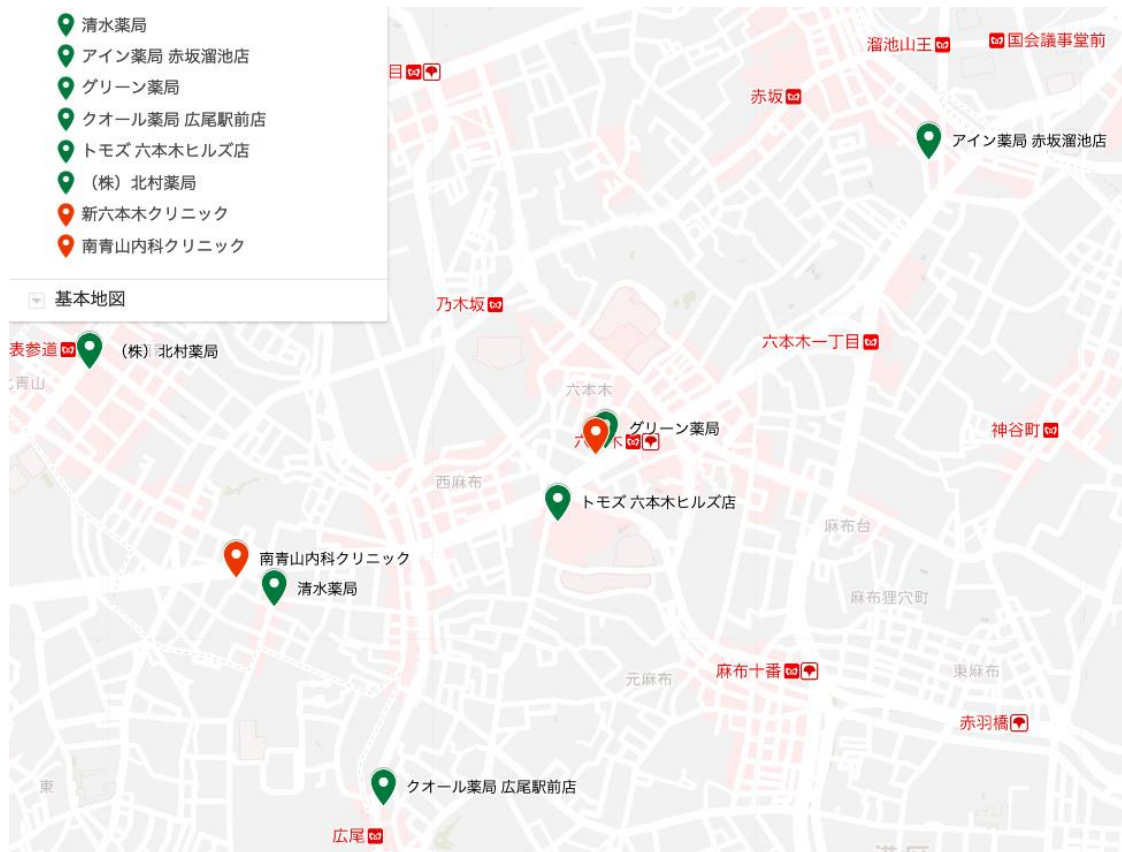 清水薬局
アイン薬局 赤坂溜池店
グリーン薬局
クオール薬局 広尾駅前店
トモズ 六本木ヒルズ店
（株）北村薬局
新六本木クリニック
南青山内科クリニック
基本地図
目
溜池山王
国会議事堂前
赤坂
アイン薬局 赤坂溜池店
乃木坂
六本木一丁目
表参道
（株）北村薬局
青山
六本木
グリーン薬局
六 木
神谷町
西麻布
トモズ 六本木ヒルズ店
麻布台
南青山内科クリニック
清水薬局
麻布狸穴町
麻布十番
元麻布
東麻布
赤羽橋
東
クオール薬局 広尾駅前店
広尾